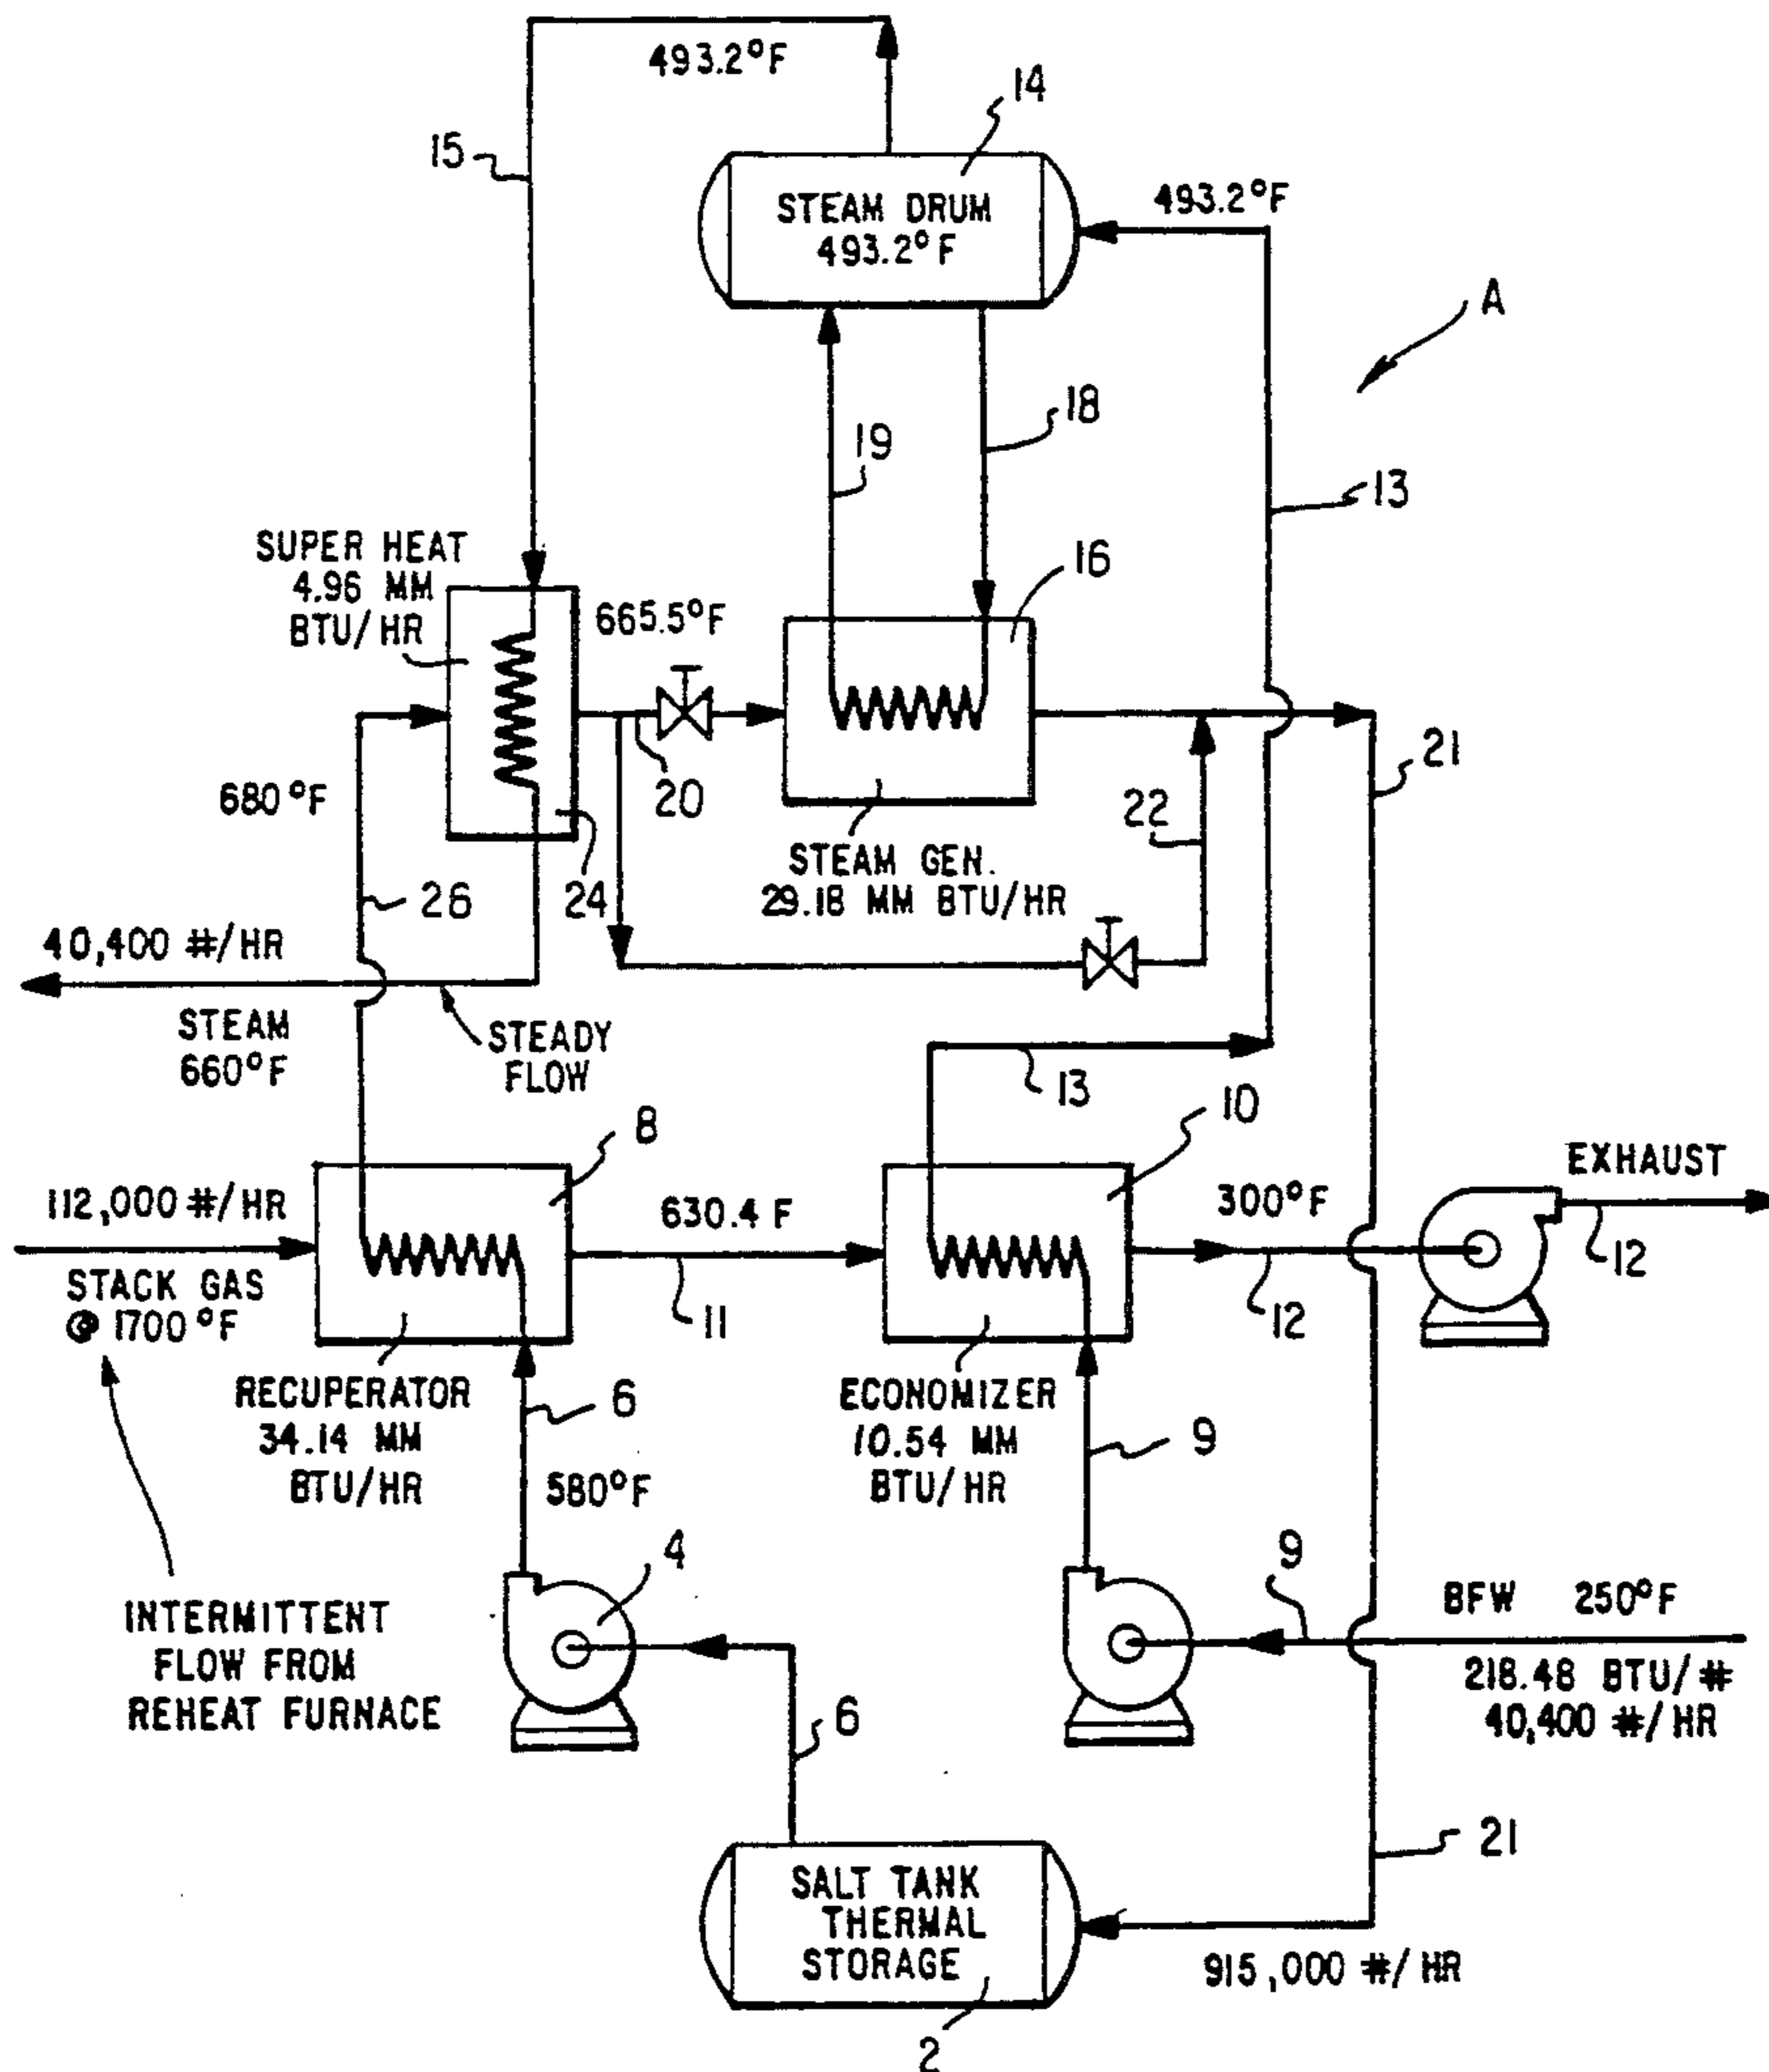 493.2°F
14
15
STEAM DRUM
493.2°F
493.2°F
A
18
19
13
SUPER HEAT
4.96 MM
BTU/HR
16
665.5°F
680°F
20
21
22
26
24
STEAM GEN.
29.18 MM BTU/HR
40,400 #/HR
STEAM
660°F
STEADY
FLOW
13
8
10
EXHAUST
112,000 #/HR
630.4 F
300°F
STACK GAS
@ 1700°F
11
12
12
RECUPERATOR
34.14 MM
BTU/HR
6
ECONOMIZER
10.54 MM
BTU/HR
9
580°F
4
9
BFW 250°F
INTERMITTENT
FLOW FROM
REHEAT FURNACE
218.48 BTU/#
40,400 #/HR
6
21
SALT TANK
THERMAL
STORAGE
915,000 #/HR
2